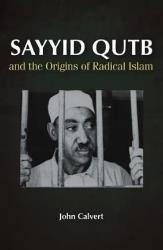 SAYYID QUTB
and the Origins of Radical Islam
John Calvert